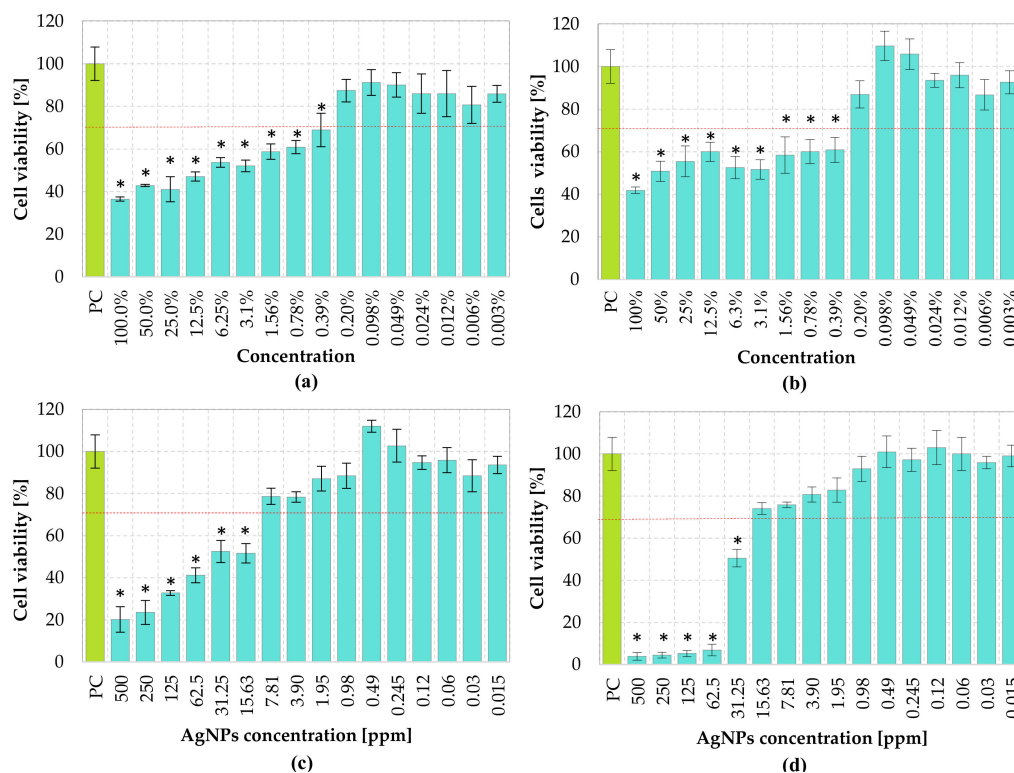 120
100
80
60
40
20
0
Cell viability [%]
* * * * * * * * *
PC 100.0% 50.0% 25.0% 12.5% 6.25% 3.1% 1.56% 0.78% 0.39% 0.20% 0.098% 0.049% 0.024% 0.012% 0.006% 0.003%
Concentration
(a)
120
100
80
60
40
20
0
Cells viability [%]
* * * * * * * * *
PC 100% 50% 25% 12.5% 6.3% 3.1% 1.56% 0.78% 0.39% 0.20% 0.098% 0.049% 0.024% 0.012% 0.006% 0.003%
Concentration
(b)
120
100
80
60
40
20
0
Cell viability [%]
* * * * * *
PC 500 250 125 62.5 31.25 15.63 7.81 3.90 1.95 0.98 0.49 0.245 0.12 0.06 0.03 0.015
AgNPs concentration [ppm]
(c)
120
100
80
60
40
20
0
Cell viability [%]
* * * * *
PC 500 250 125 62.5 31.25 15.63 7.81 3.90 1.95 0.98 0.49 0.245 0.12 0.06 0.03 0.015
AgNPs concentration [ppm]
(d)